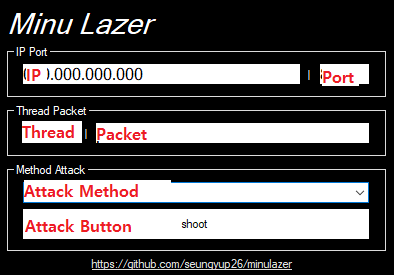 Minu Lazer
IP Port
IP 0.000.000.000 | Port
Thread Packet
Thread | Packet
Method Attack
Attack Method
Attack Button shoot
https://github.com/seungyup26/minulazer